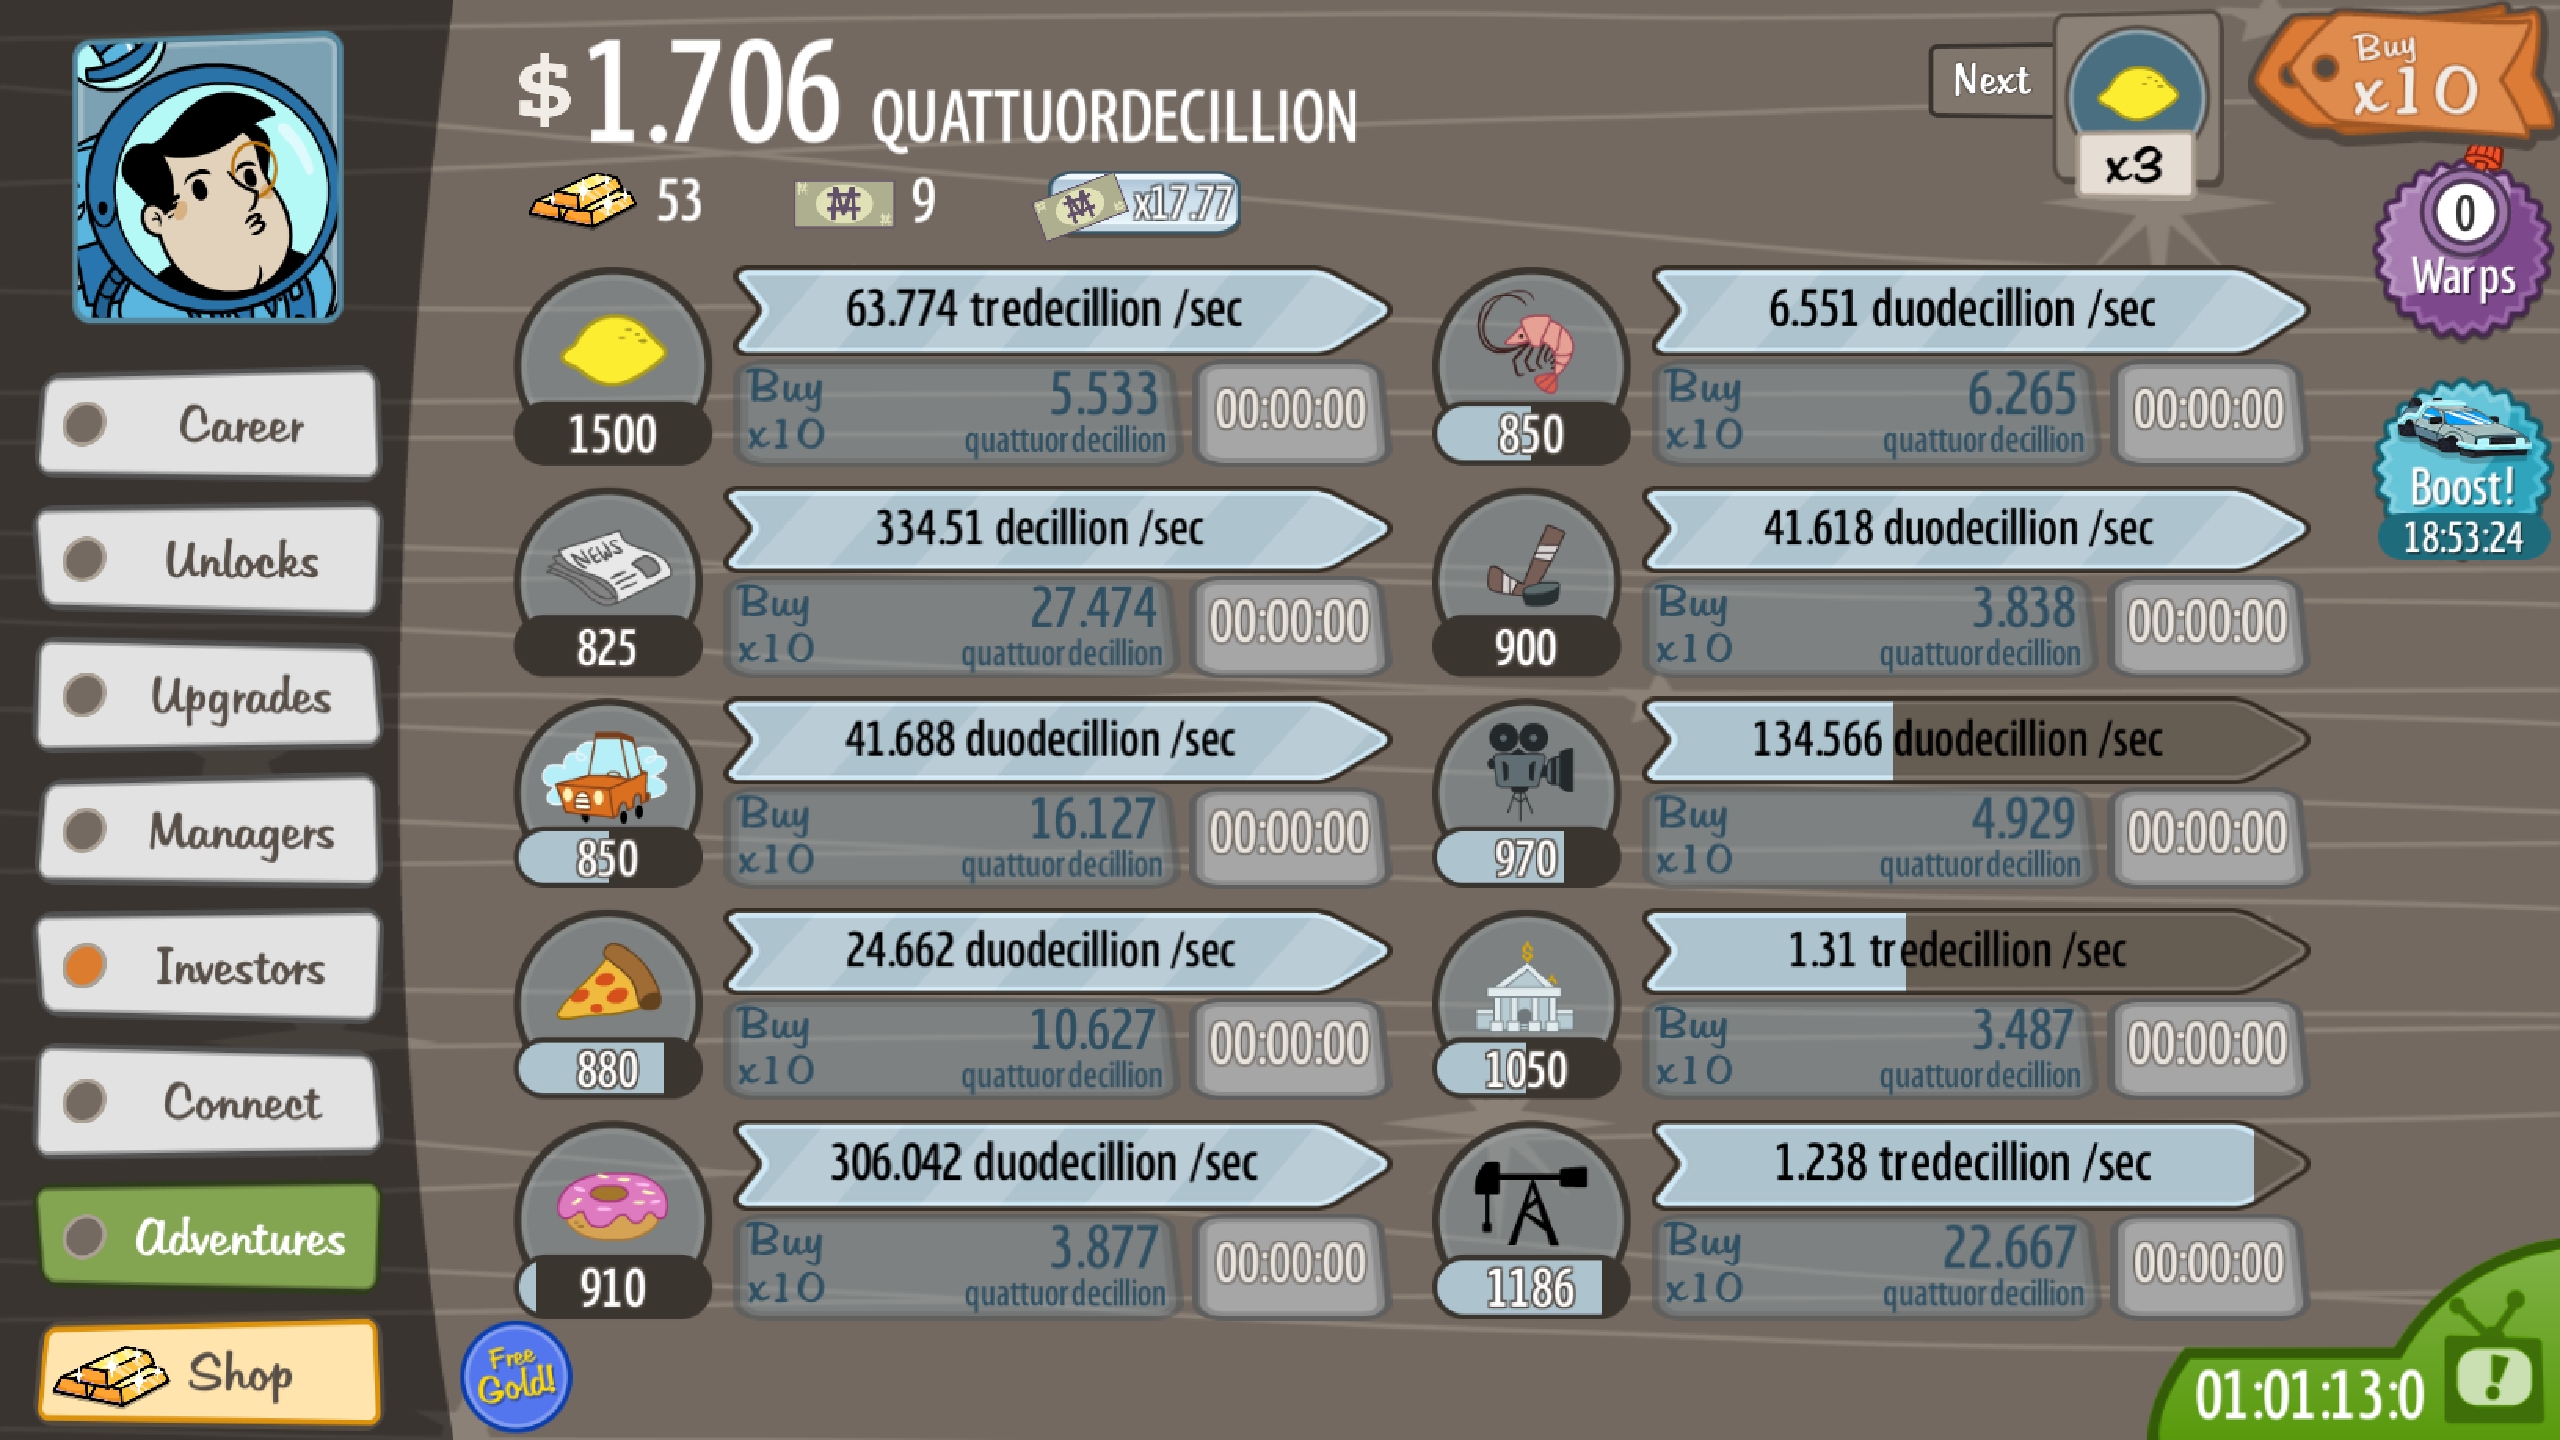 $1.706 QUATTUORDECILLION
53 9 x17.77
Next
x3
Buy
x10
0
Warps
Boost!
18:53:24
Career
Unlocks
Upgrades
Managers
Investors
Connect
Adventures
Shop
63.774 tredecillion /sec
1500
Buy x10
5.533 quattuordecillion
00:00:00
NEWS
334.51 decillion /sec
825
Buy x10
27.474 quattuordecillion
00:00:00
41.688 duodecillion /sec
850
Buy x10
16.127 quattuordecillion
00:00:00
24.662 duodecillion /sec
880
Buy x10
10.627 quattuordecillion
00:00:00
306.042 duodecillion /sec
910
Buy x10
3.877 quattuordecillion
00:00:00
6.551 duodecillion /sec
850
Buy x10
6.265 quattuordecillion
00:00:00
41.618 duodecillion /sec
900
Buy x10
3.838 quattuordecillion
00:00:00
134.566 duodecillion /sec
970
Buy x10
4.929 quattuordecillion
00:00:00
1.31 tredecillion /sec
1050
Buy x10
3.487 quattuordecillion
00:00:00
1.238 tredecillion /sec
1186
Buy x10
22.667 quattuordecillion
00:00:00
Free
Gold!
01:01:13:0